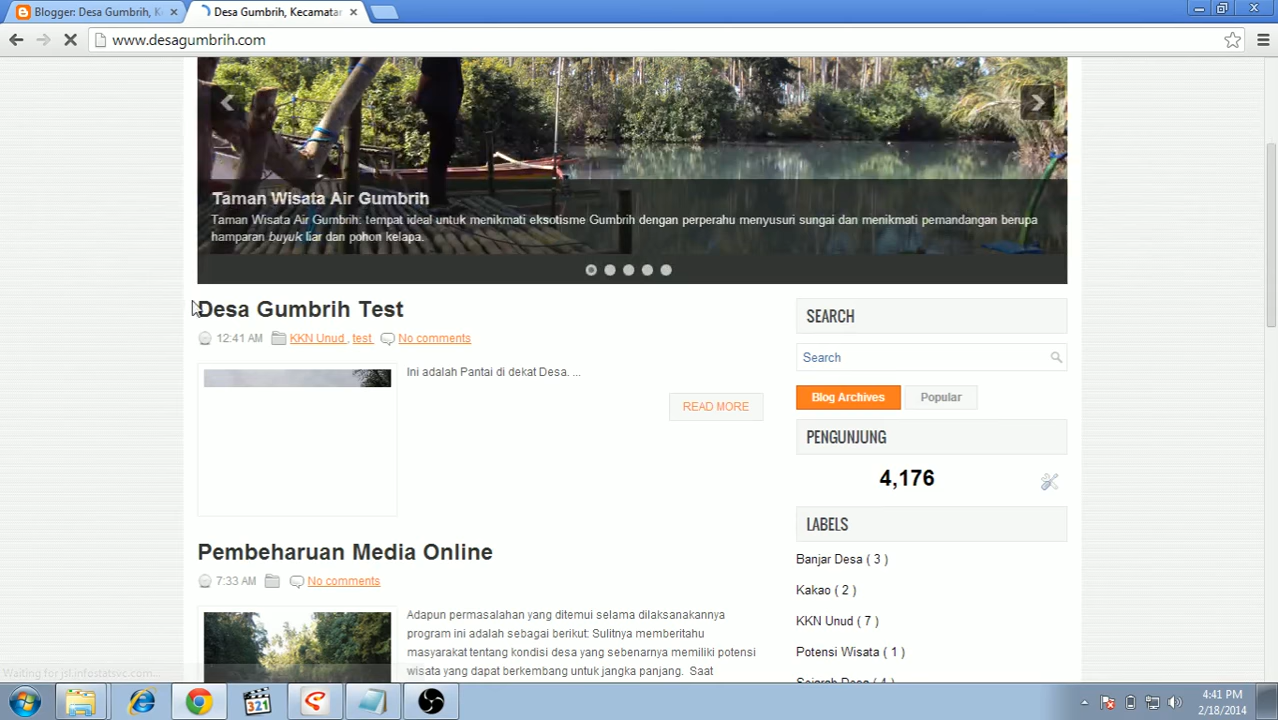 Blogger: Desa Gumbrih, K
Desa Gumbrih, Kecamatan
www.desagumbrih.com
Taman Wisata Air Gumbrih
Taman Wisata Air Gumbrih: tempat ideal untuk menikmati eksotisme Gumbrih dengan perperahu menyusuri sungai dan menikmati pemandangan berupa
hamparan buyuk liar dan pohon kelapa.
Desa Gumbrih Test
12:41 AM KKN Unud , test No comments
Ini adalah Pantai di dekat Desa. ...
READ MORE
Pembeharuan Media Online
7:33 AM No comments
Adapun permasalahan yang ditemui selama dilaksanakannya
program ini adalah sebagai berikut: Sulitnya memberitahu
masyarakat tentang kondisi desa yang sebenarnya memiliki potensi
wisata yang dapat berkembang untuk jangka panjang. Saat
SEARCH
Search
Blog Archives Popular
PENGUNJUNG
4,176
LABELS
Banjar Desa ( 3 )
Kakao ( 2 )
KKN Unud ( 7 )
Potensi Wisata ( 1 )
Sejarah Desa ( 4 )
Waiting for jsl.infostatsvc.com...
321
4:41 PM
2/18/2014